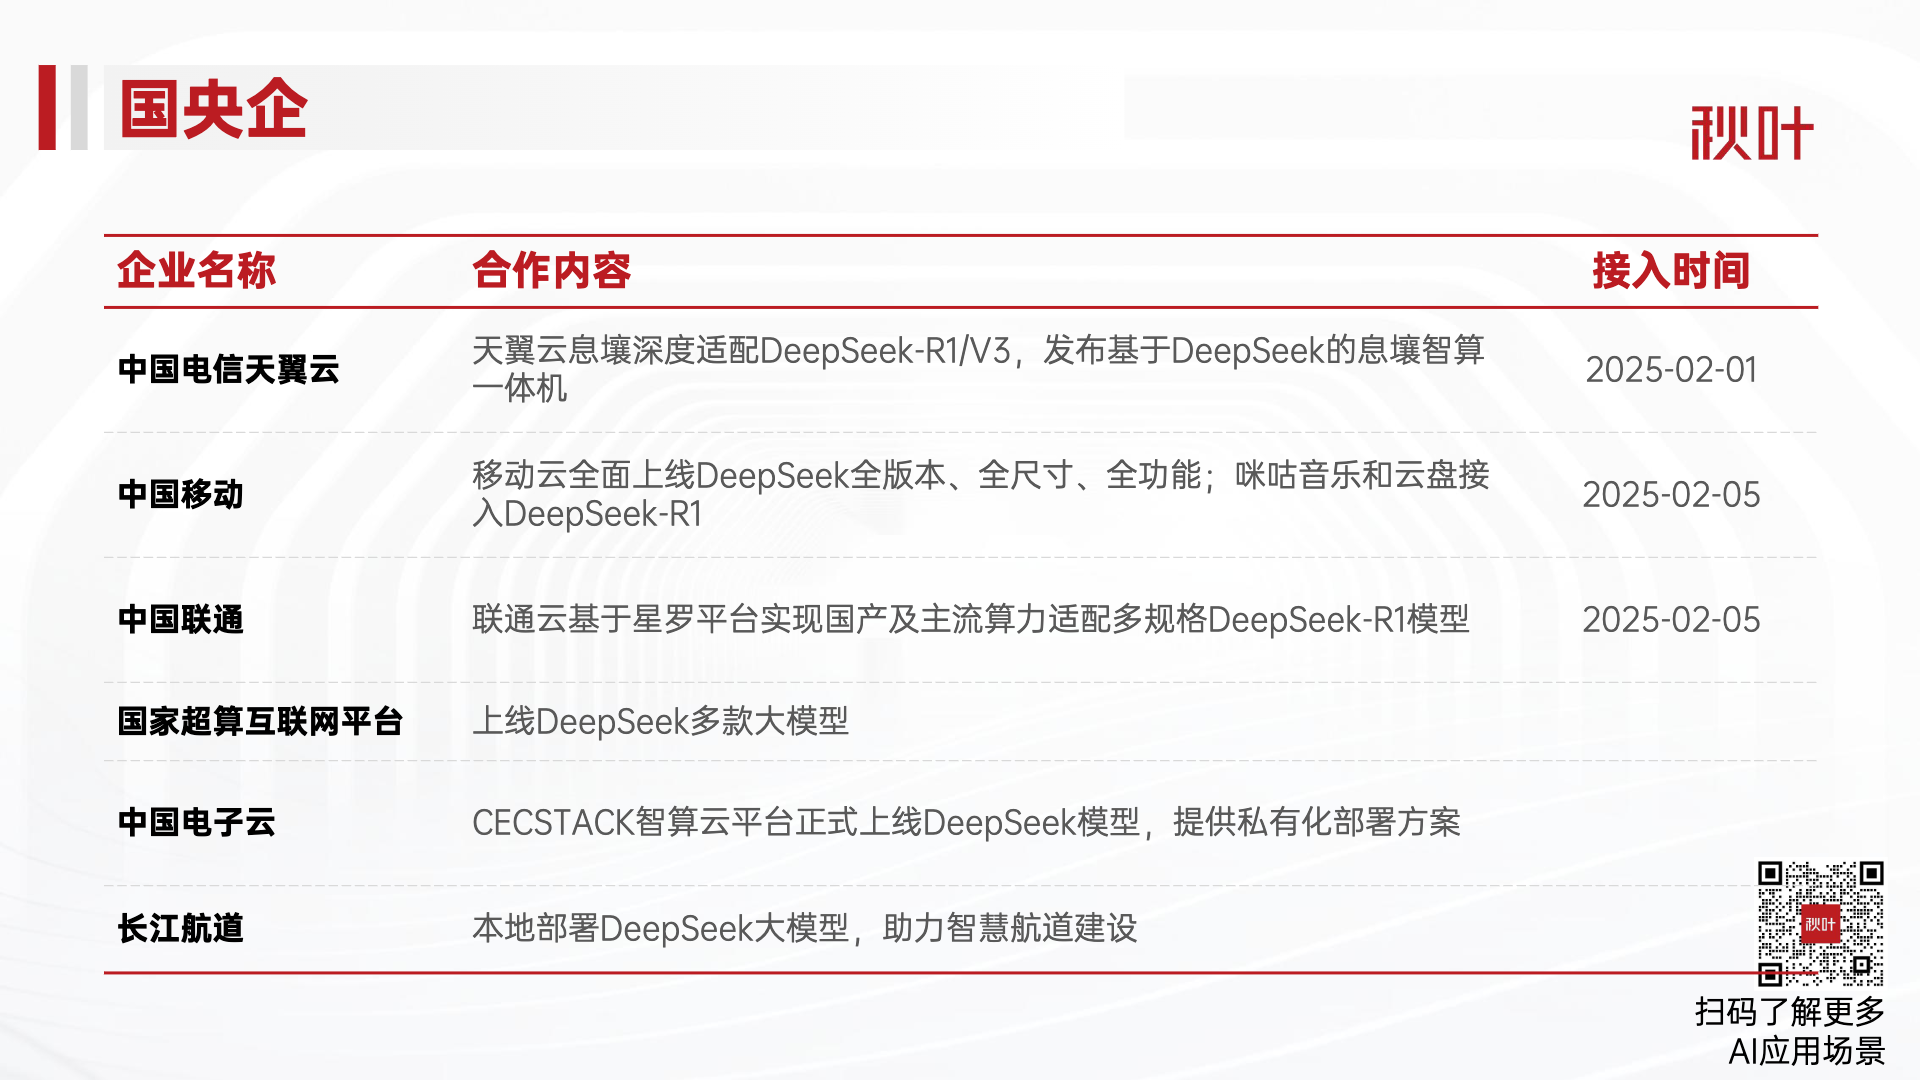 国央企
秋叶
企业名称 合作内容 接入时间
中国电信天翼云 天翼云息壤深度适配DeepSeek-R1/V3，发布基于DeepSeek的息壤智算 2025-02-01
一体机
中国移动 移动云全面上线DeepSeek全版本、全尺寸、全功能；咪咕音乐和云盘接 2025-02-05
入DeepSeek-R1
中国联通 联通云基于星罗平台实现国产及主流算力适配多规格DeepSeek-R1模型 2025-02-05
国家超算互联网平台 上线DeepSeek多款大模型
中国电子云 CECSTACK智算云平台正式上线DeepSeek模型，提供私有化部署方案
长江航道 本地部署DeepSeek大模型，助力智慧航道建设
秋叶
扫码了解更多
AI应用场景